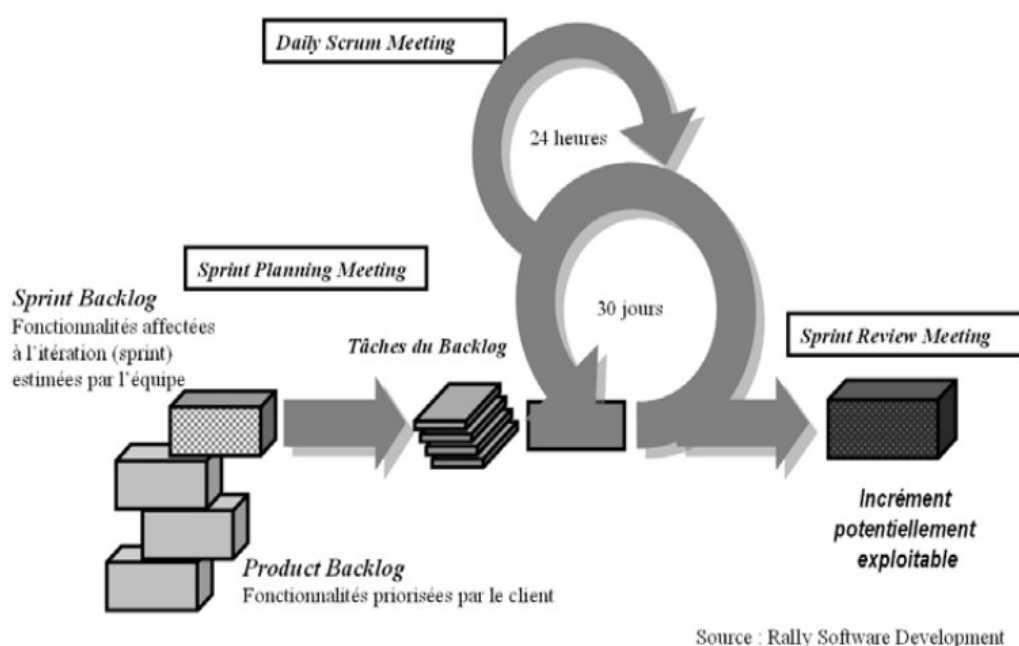 Daily Scrum Meeting
24 heures
Sprint Planning Meeting
Sprint Backlog
Fonctionnalités affectées
à l'itération (sprint)
estimées par l'équipe
30 jours
Tâches du Backlog
Sprint Review Meeting
Incrément
potentiellement
exploitable
Product Backlog
Fonctionnalités priorisées par le client
Source : Rally Software Development